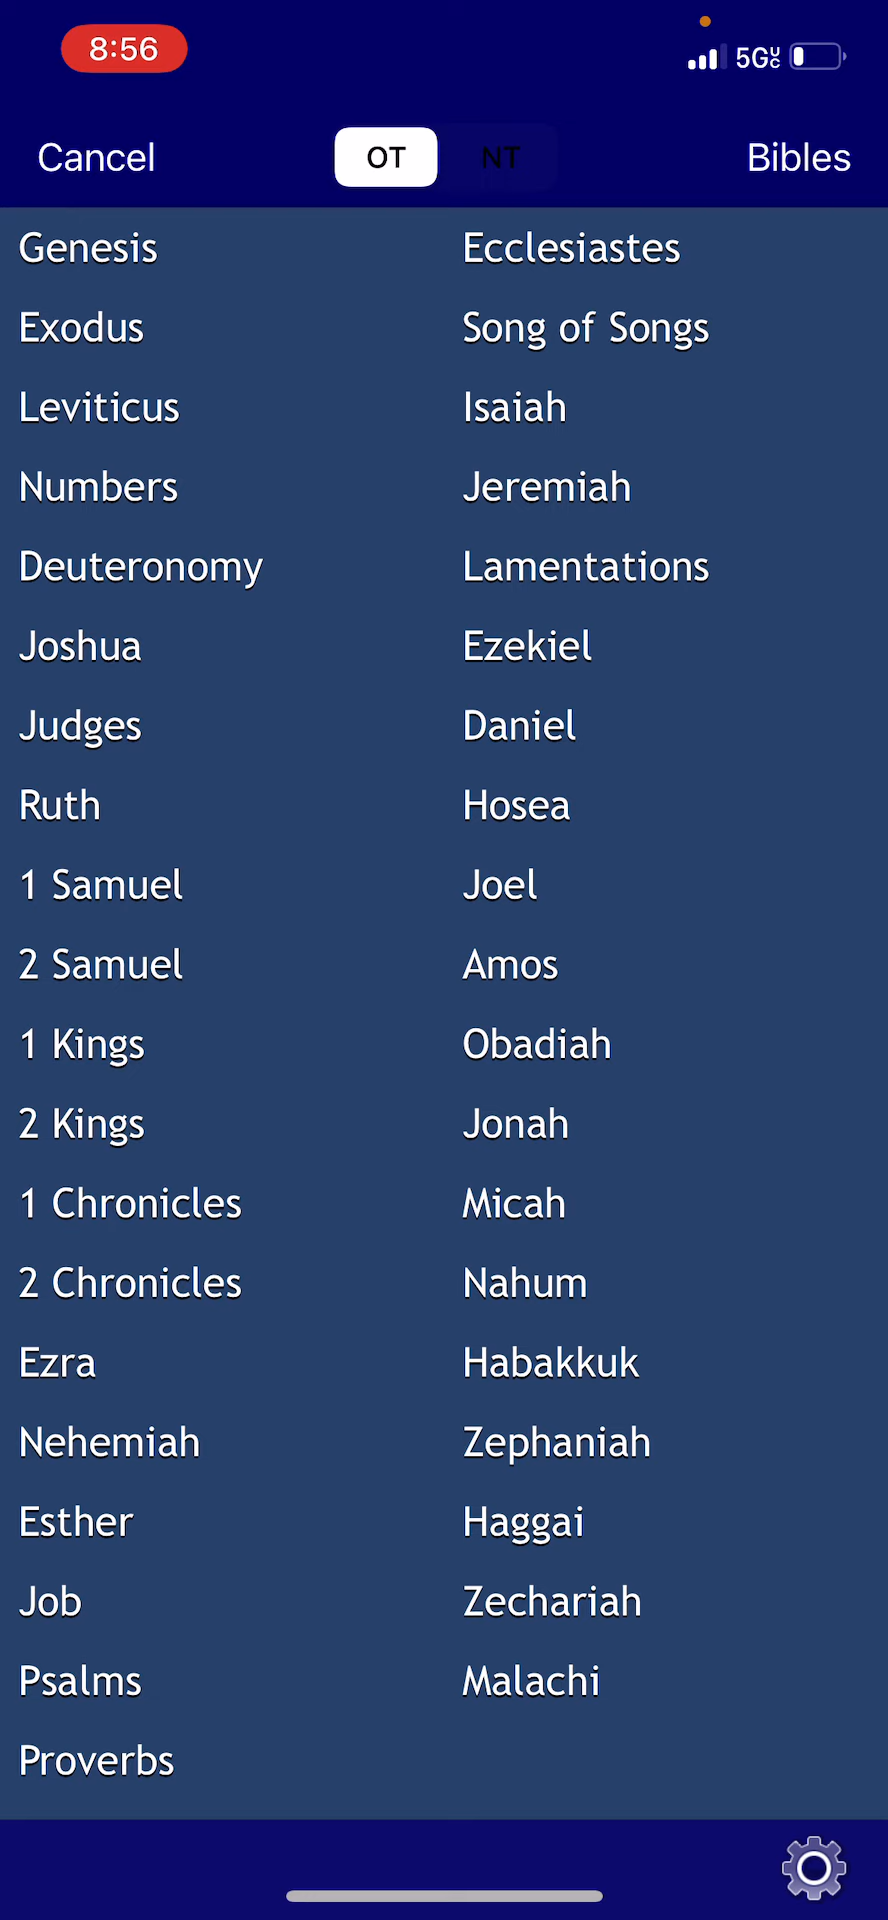 8:56
5G UC
Cancel
OT
NT
Bibles
Genesis
Exodus
Leviticus
Numbers
Deuteronomy
Joshua
Judges
Ruth
1 Samuel
2 Samuel
1 Kings
2 Kings
1 Chronicles
2 Chronicles
Ezra
Nehemiah
Esther
Job
Psalms
Proverbs
Ecclesiastes
Song of Songs
Isaiah
Jeremiah
Lamentations
Ezekiel
Daniel
Hosea
Joel
Amos
Obadiah
Jonah
Micah
Nahum
Habakkuk
Zephaniah
Haggai
Zechariah
Malachi